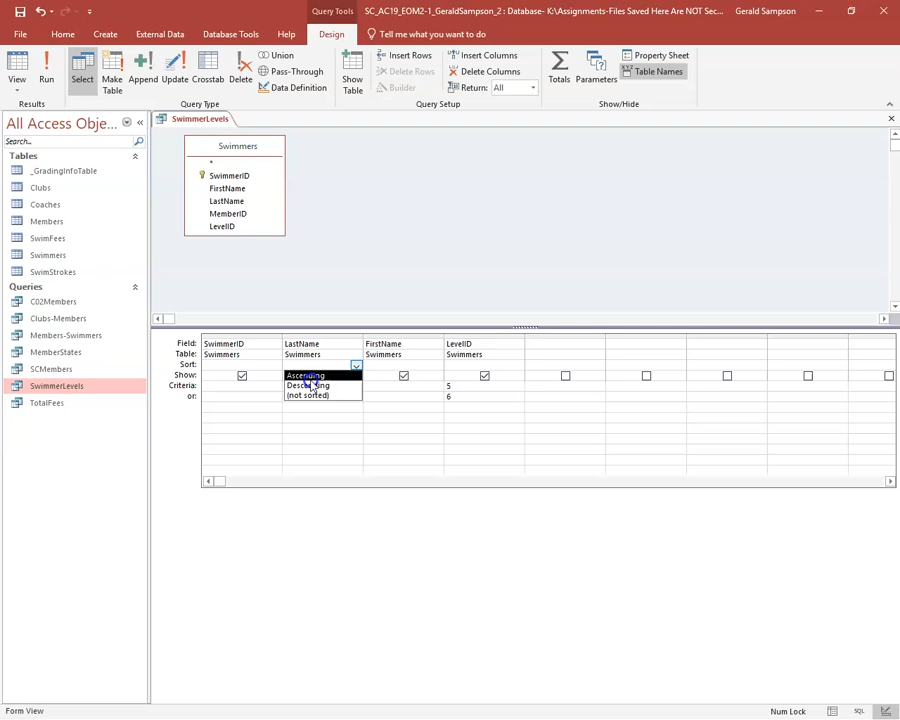 Query Tools
SC_AC19_EOM2-1_GeraldSampson_2 : Database- K:\Assignments-Files Saved Here Are NOT Sec...
Gerald Sampson
File Home Create External Data Database Tools Help Design Tell me what you want to do
View
Run
Results
Select
Make Table
Append
Update
Crosstab
Delete
Union
Pass-Through
Data Definition
Query Type
Show Table
Insert Rows
Delete Rows
Builder
Insert Columns
Delete Columns
Return: All
Query Setup
Totals
Parameters
Property Sheet
Table Names
Show/Hide
All Access Obje...
Search...
Tables
_GradingInfoTable
Clubs
Coaches
Members
SwimFees
Swimmers
SwimStrokes
Queries
C02Members
Clubs-Members
Members-Swimmers
MemberStates
SCMembers
SwimmerLevels
TotalFees
SwimmerLevels
Swimmers
*
SwimmerID
FirstName
LastName
MemberID
LevelID
Field: SwimmerID LastName FirstName LevelID
Table: Swimmers Swimmers Swimmers Swimmers
Sort:
Show: Ascending
Criteria: Descending 5
or: (not sorted) 6
Form View
Num Lock
SQL